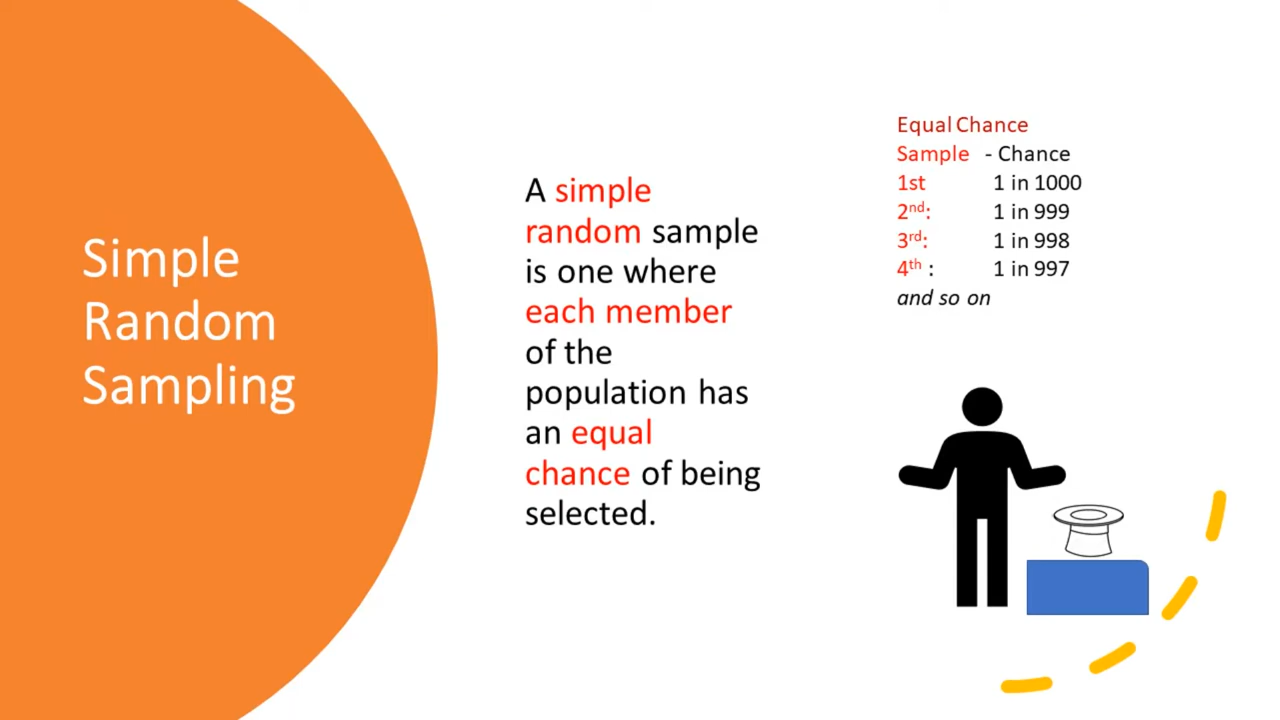 Simple
Random
Sampling
A simple
random sample
is one where
each member
of the
population has
an equal
chance of being
selected.
Equal Chance
Sample - Chance
1st 1 in 1000
2nd: 1 in 999
3rd: 1 in 998
4th : 1 in 997
and so on